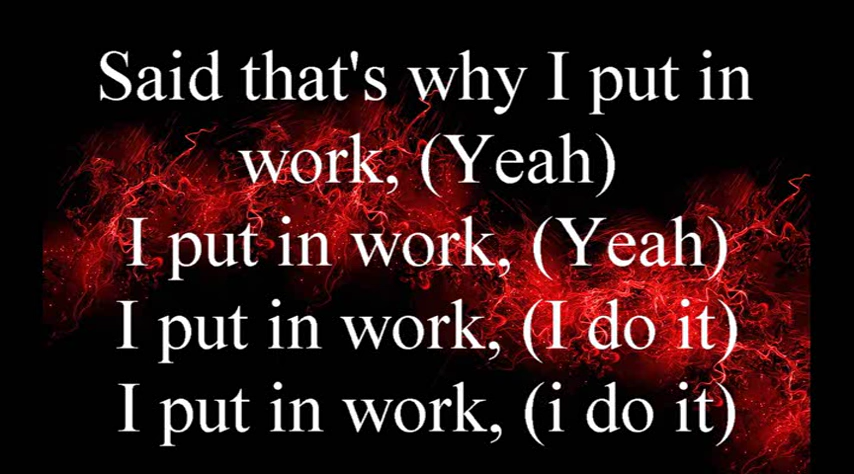 Said that's why I put in
work, (Yeah)
I put in work, (Yeah)
I put in work, (I do it)
I put in work, (i do it)